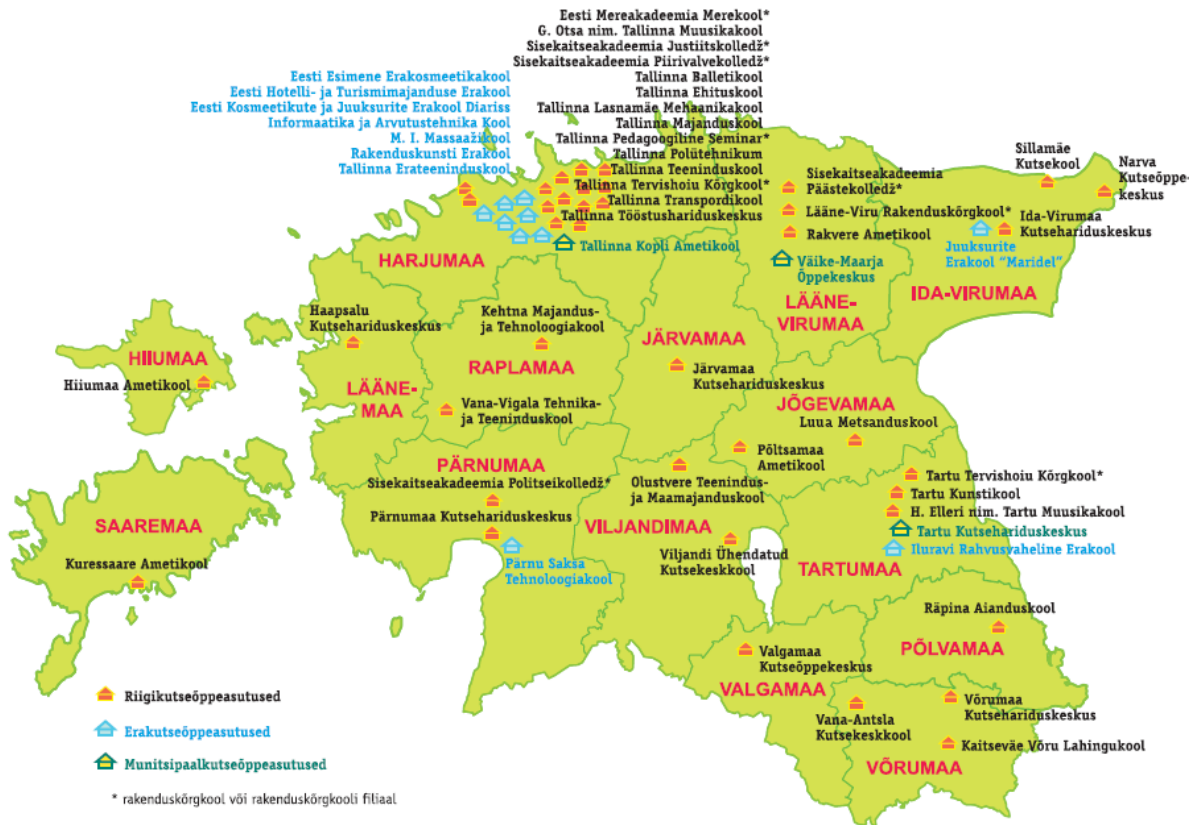 Eesti Mereakadeemia Merekool*
G. Otsa nim. Tallinna Muusikakool
Sisekaitseakadeemia Justiitskolledž*
Sisekaitseakadeemia Piirivalvekolledž*
Tallinna Balletikool
Tallinna Ehituskool
Tallinna Lasnamäe Mehaanikakool
Tallinna Majanduskool
Tallinna Pedagoogiline Seminar*
Tallinna Polütehnikum
Tallinna Teeninduskool
Tallinna Tervishoiu Kõrgkool*
Tallinna Transpordikool
Tallinna Tööstushariduskeskus
Eesti Esimene Erakosmeetikakool
Eesti Hotelli- ja Turismimajanduse Erakool
Eesti Kosmeetikute ja Juuksurite Erakool Diariss
Informaatika ja Arvutustehnika Kool
M. I. Massaažikool
Rakenduskunsti Erakool
Tallinna Erateeninduskool
Tallinna Kopli Ametikool
HARJUMAA
Sisekaitseakadeemia
Päästekolledž*
Lääne-Viru Rakenduskõrgkool*
Rakvere Ametikool
Väike-Maarja
Õppekeskus
LÄÄNE-
VIRUMAA
Sillamäe
Kutsekool
Narva
Kutseõppe-
keskus
Ida-Virumaa
Kutsehariduskeskus
Juuksurite
Erakool "Maridel"
IDA-VIRUMAA
Haapsalu
Kutsehariduskeskus
LÄÄNE-
MAA
HIIUMAA
Hiiumaa Ametikool
Kehtna Majandus-
ja Tehnoloogiakool
RAPLAMAA
Vana-Vigala Tehnika-
ja Teeninduskool
JÄRVAMAA
Järvamaa
Kutsehariduskeskus
JÕGEVAMAA
Luua Metsanduskool
Põltsamaa
Ametikool
PÄRNUMAA
Sisekaitseakadeemia Politseikolledž*
Pärnumaa Kutsehariduskeskus
Pärnu Saksa
Tehnoloogiakool
Olustvere Teenindus-
ja Maamajanduskool
VILJANDIMAA
Viljandi Ühendatud
Kutsekeskkool
Tartu Tervishoiu Kõrgkool*
Tartu Kunstikool
H. Elleri nim. Tartu Muusikakool
Tartu Kutsehariduskeskus
Iluravi Rahvusvaheline Erakool
TARTUMAA
SAAREMAA
Kuressaare Ametikool
Räpina Aianduskool
PÕLVAMAA
Valgamaa
Kutseõppekeskus
VALGAMAA
Vana-Antsla
Kutsekeskkool
Võrumaa
Kutsehariduskeskus
Kaitseväe Võru Lahingukool
VÕRUMAA
Riigikutseõppeasutused
Erakutseõppeasutused
Munitsipaalkutseõppeasutused
* rakenduskõrgkool või rakenduskõrgkooli filiaal